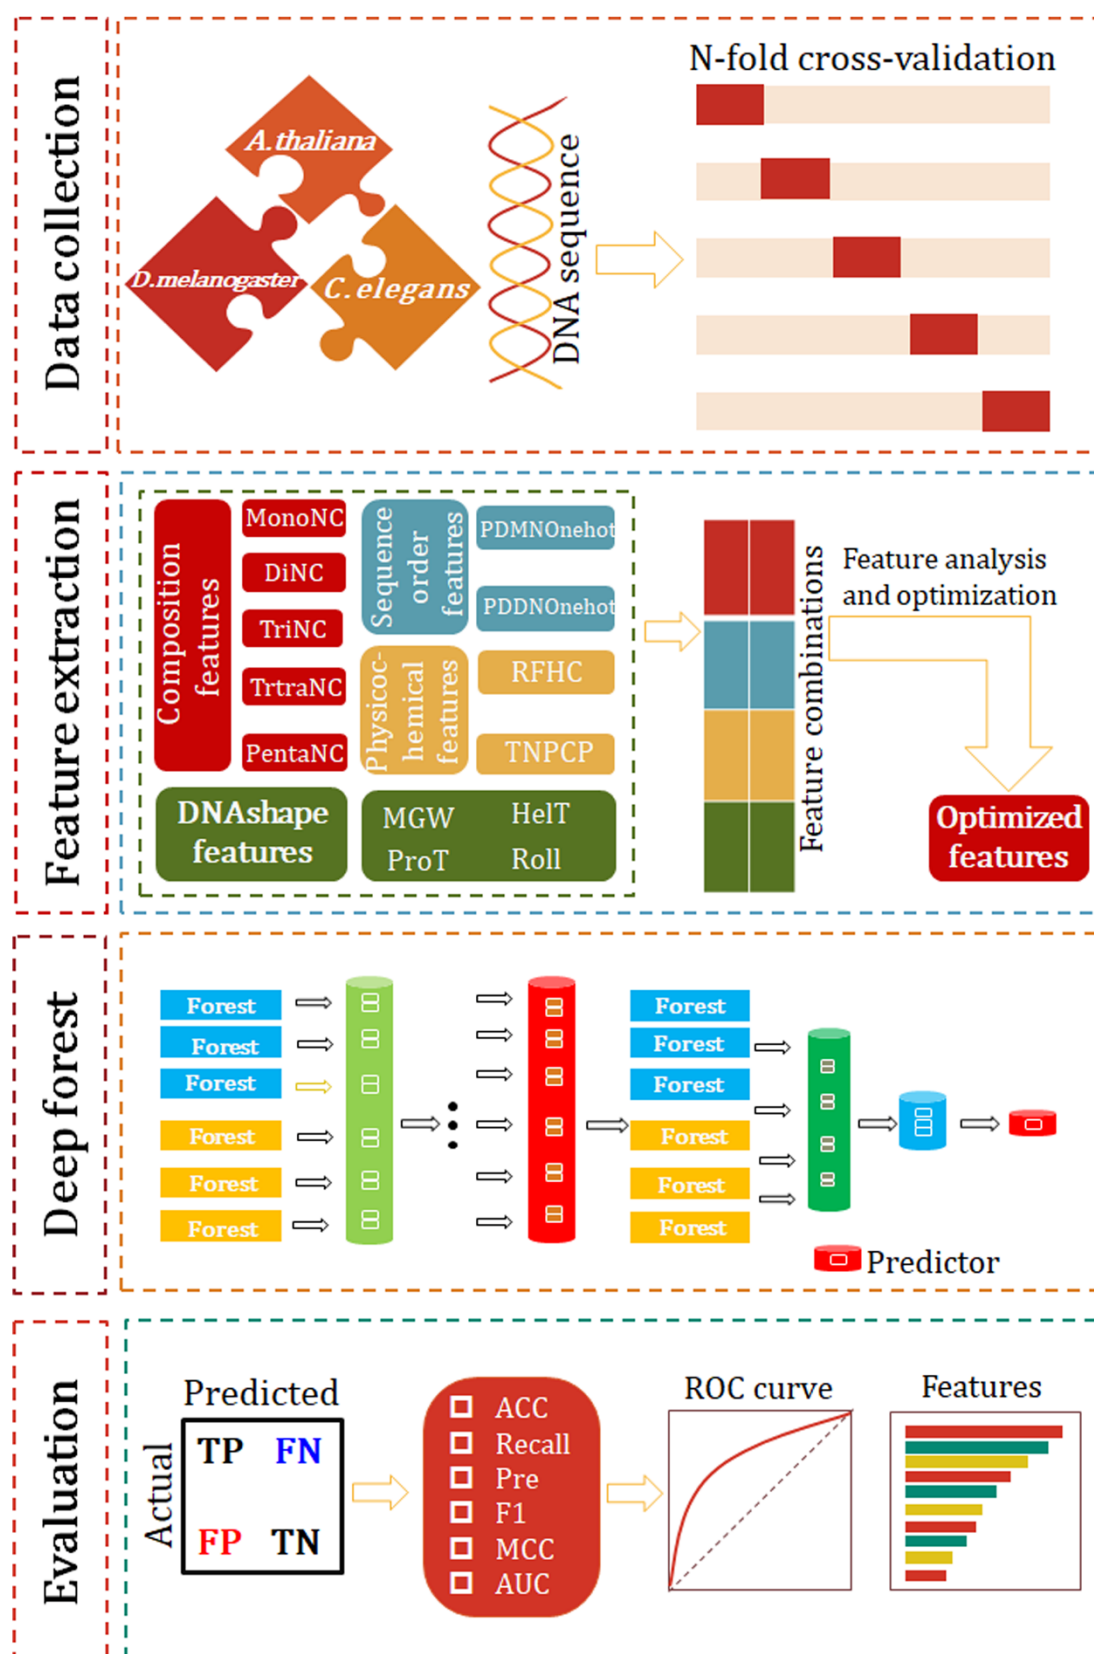 Data collection
A.thaliana
D.melanogaster
C.elegans
DNA sequence
N-fold cross-validation
Feature extraction
Composition
features
MonoNC
DiNC
TriNC
TrtraNC
PentaNC
Sequence
order
features
PDMNOnehot
PDDNOnehot
Physicoc-
hemical
features
RFHC
TNPCP
DNAshape
features
MGW
HelT
ProT
Roll
Feature combinations
Feature analysis
and optimization
Optimized
features
Deep forest
Forest
Forest
Forest
Forest
Forest
Forest
Forest
Forest
Forest
Forest
Forest
Forest
Predictor
Evaluation
Predicted
Actual
TP FN
FP TN
ACC
Recall
Pre
F1
MCC
AUC
ROC curve
Features